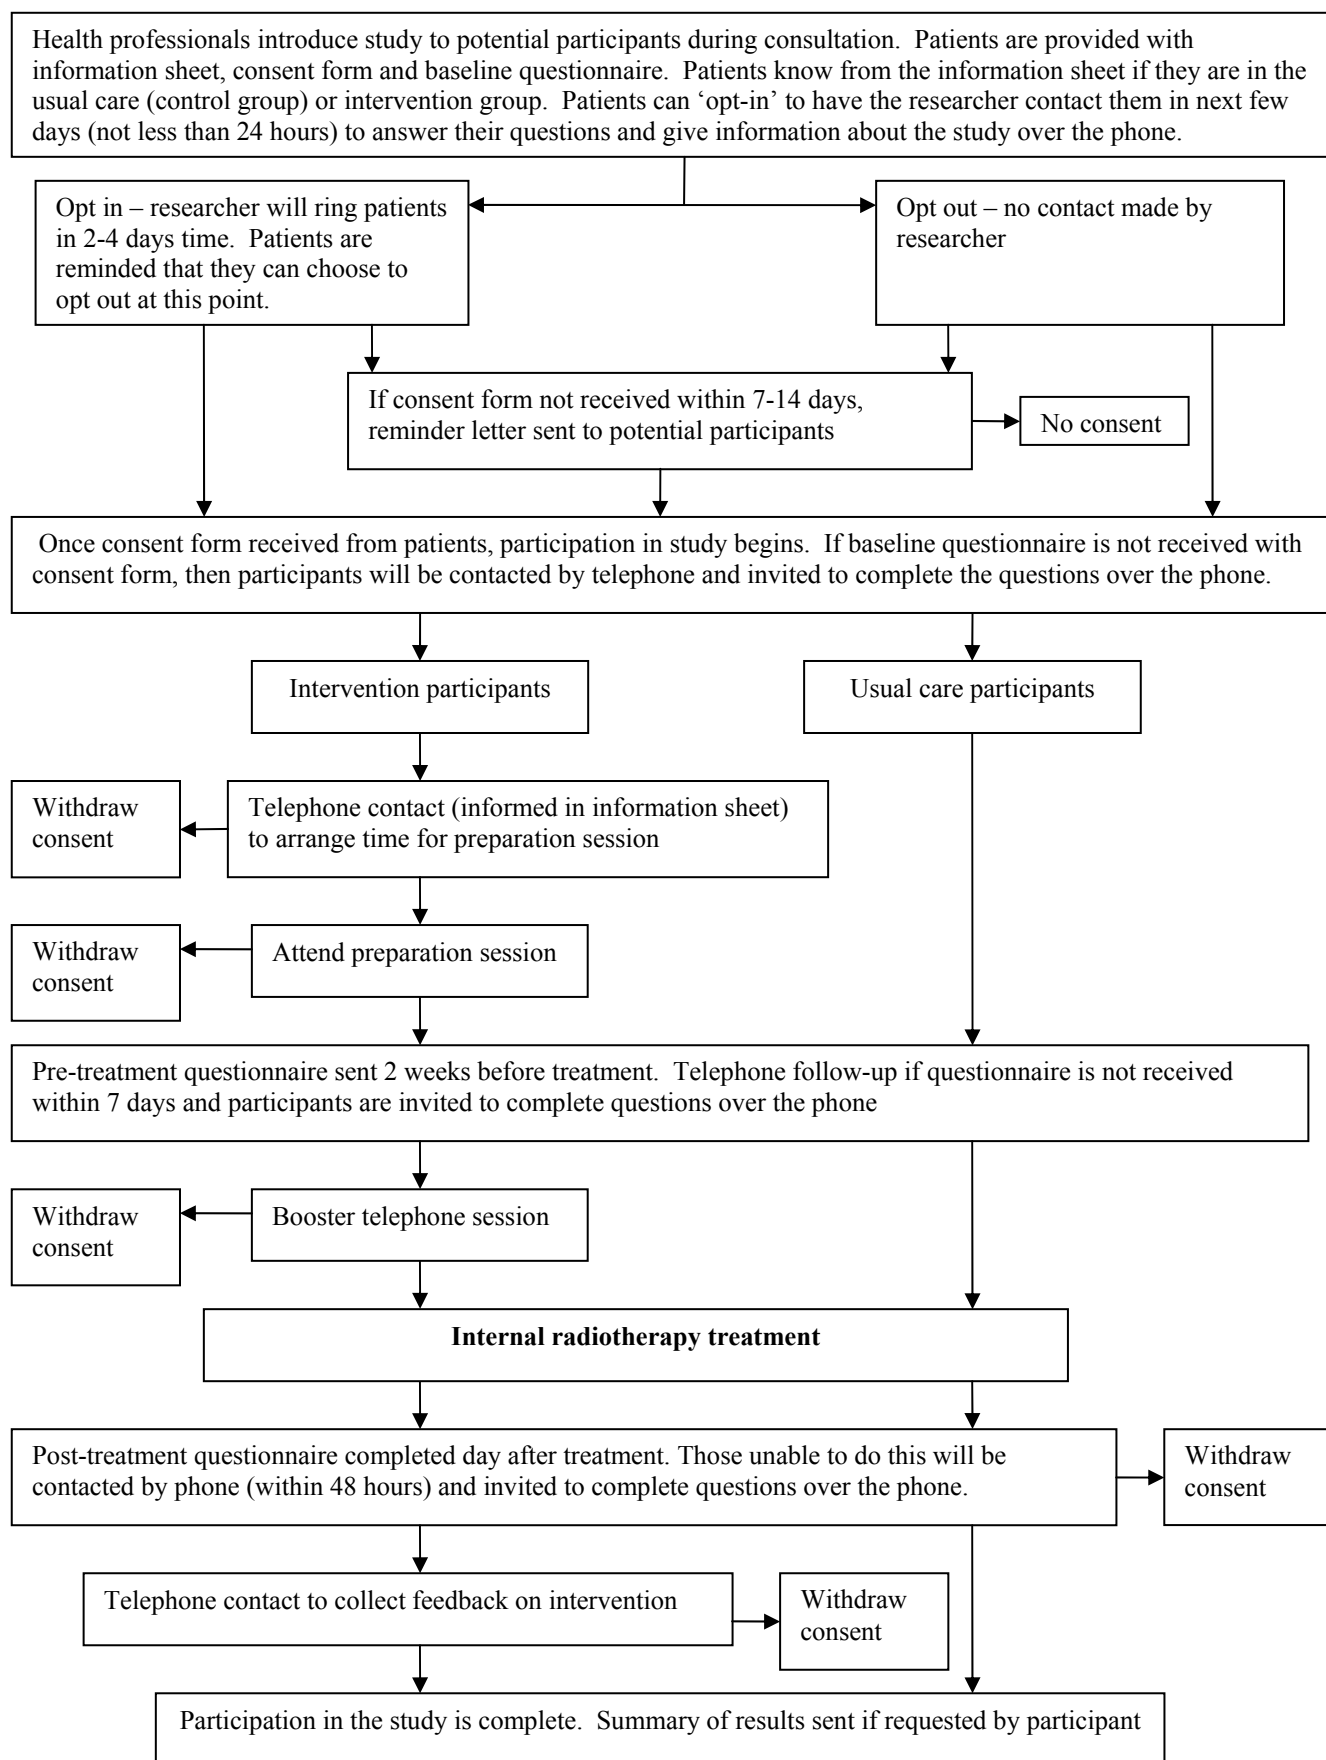 Health professionals introduce study to potential participants during consultation.  Patients are provided with
information sheet, consent form and baseline questionnaire.  Patients know from the information sheet if they are in the
usual care (control group) or intervention group.  Patients can ‘opt-in’ to have the researcher contact them in next few
days (not less than 24 hours) to answer their questions and give information about the study over the phone.
Opt in – researcher will ring patients
in 2-4 days time.  Patients are
reminded that they can choose to
opt out at this point.
Opt out – no contact made by
researcher
If consent form not received within 7-14 days,
reminder letter sent to potential participants
No consent
Once consent form received from patients, participation in study begins.  If baseline questionnaire is not received with
consent form, then participants will be contacted by telephone and invited to complete the questions over the phone.
Intervention participants
Usual care participants
Withdraw
consent
Telephone contact (informed in information sheet)
to arrange time for preparation session
Withdraw
consent
Attend preparation session
Pre-treatment questionnaire sent 2 weeks before treatment.  Telephone follow-up if questionnaire is not received
within 7 days and participants are invited to complete questions over the phone
Withdraw
consent
Booster telephone session
Internal radiotherapy treatment
Post-treatment questionnaire completed day after treatment. Those unable to do this will be
contacted by phone (within 48 hours) and invited to complete questions over the phone.
Withdraw
consent
Telephone contact to collect feedback on intervention
Withdraw
consent
Participation in the study is complete.  Summary of results sent if requested by participant